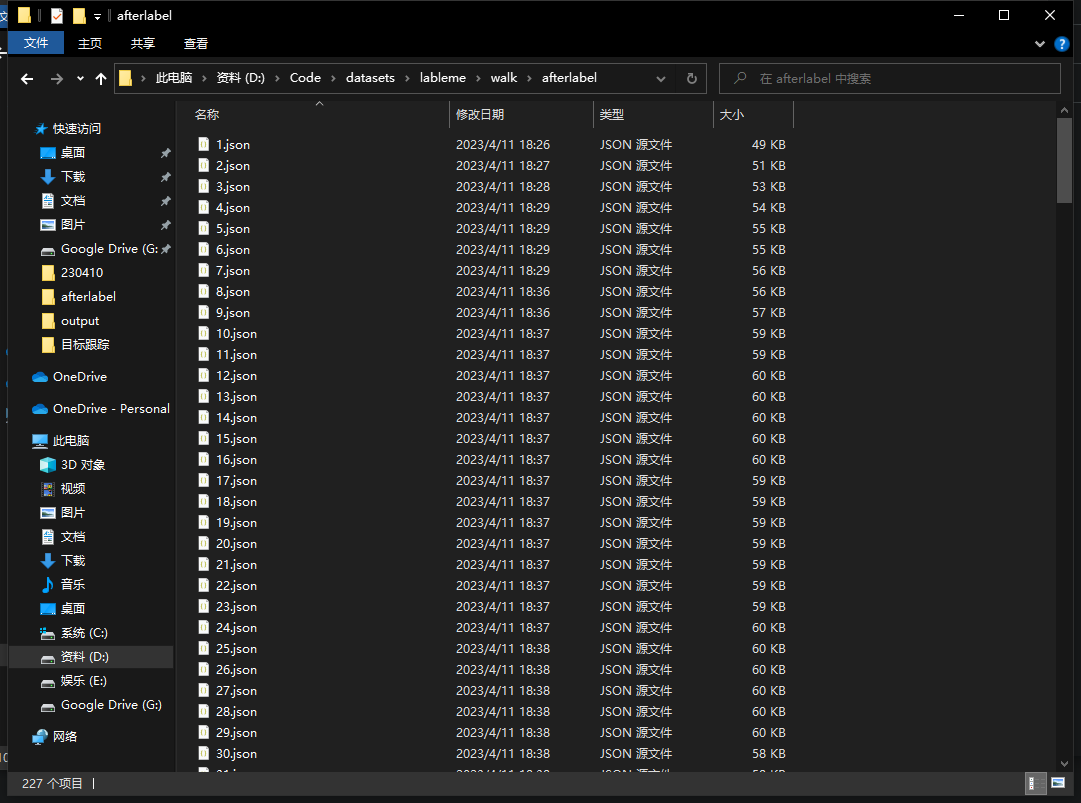 afterlabel
文件 主页 共享 查看
此电脑 › 资料 (D:) › Code › datasets › lableme › walk › afterlabel
在 afterlabel 中搜索
快速访问
桌面
下载
文档
图片
Google Drive (G:
230410
afterlabel
output
目标跟踪
OneDrive
OneDrive - Personal
此电脑
3D 对象
视频
图片
文档
下载
音乐
桌面
系统 (C:)
资料 (D:)
娱乐 (E:)
Google Drive (G:)
网络
名称 修改日期 类型 大小
1.json 2023/4/11 18:26 JSON 源文件 49 KB
2.json 2023/4/11 18:27 JSON 源文件 51 KB
3.json 2023/4/11 18:28 JSON 源文件 53 KB
4.json 2023/4/11 18:29 JSON 源文件 54 KB
5.json 2023/4/11 18:29 JSON 源文件 55 KB
6.json 2023/4/11 18:29 JSON 源文件 55 KB
7.json 2023/4/11 18:29 JSON 源文件 56 KB
8.json 2023/4/11 18:36 JSON 源文件 56 KB
9.json 2023/4/11 18:36 JSON 源文件 57 KB
10.json 2023/4/11 18:37 JSON 源文件 59 KB
11.json 2023/4/11 18:37 JSON 源文件 59 KB
12.json 2023/4/11 18:37 JSON 源文件 60 KB
13.json 2023/4/11 18:37 JSON 源文件 60 KB
14.json 2023/4/11 18:37 JSON 源文件 60 KB
15.json 2023/4/11 18:37 JSON 源文件 60 KB
16.json 2023/4/11 18:37 JSON 源文件 60 KB
17.json 2023/4/11 18:37 JSON 源文件 59 KB
18.json 2023/4/11 18:37 JSON 源文件 59 KB
19.json 2023/4/11 18:37 JSON 源文件 59 KB
20.json 2023/4/11 18:37 JSON 源文件 59 KB
21.json 2023/4/11 18:37 JSON 源文件 59 KB
22.json 2023/4/11 18:37 JSON 源文件 59 KB
23.json 2023/4/11 18:37 JSON 源文件 59 KB
24.json 2023/4/11 18:37 JSON 源文件 60 KB
25.json 2023/4/11 18:38 JSON 源文件 60 KB
26.json 2023/4/11 18:38 JSON 源文件 60 KB
27.json 2023/4/11 18:38 JSON 源文件 60 KB
28.json 2023/4/11 18:38 JSON 源文件 60 KB
29.json 2023/4/11 18:38 JSON 源文件 60 KB
30.json 2023/4/11 18:38 JSON 源文件 58 KB
227 个项目